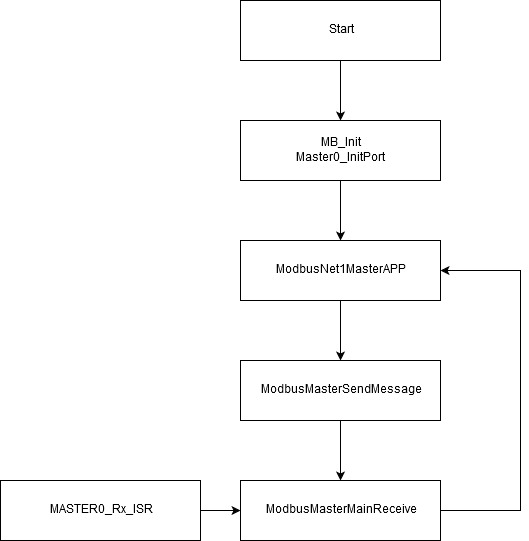 Start
MB_Init
Master0_InitPort
ModbusNet1MasterAPP
ModbusMasterSendMessage
MASTER0_Rx_ISR
ModbusMasterMainReceive